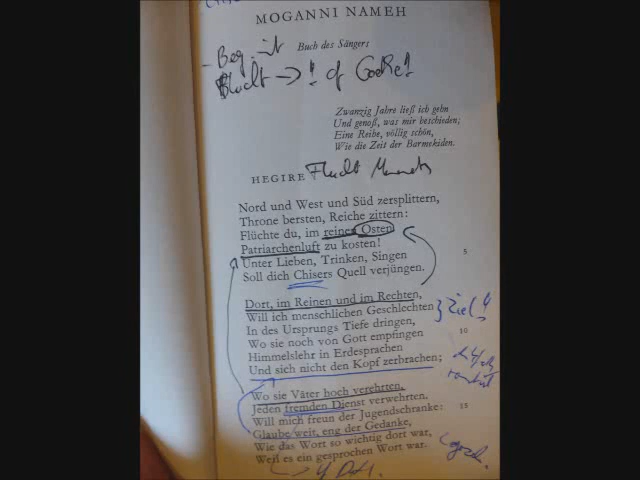 MOGANNI NAMEH
Buch des Sängers
- Beg. mit
Flucht → ! of Goethe!
Zwanzig Jahre ließ ich gehn
Und genoß, was mir beschieden;
Eine Reihe, völlig schön,
Wie die Zeit der Barmekiden.
HEGIRE Flucht
Nord und West und Süd zersplittern,
Throne bersten, Reiche zittern:
Flüchte du, im reinen Osten
Patriarchenluft zu kosten!
Unter Lieben, Trinken, Singen 5
Soll dich Chisers Quell verjüngen.
Dort, im Reinen und im Rechten,
Will ich menschlichen Geschlechten
In des Ursprungs Tiefe dringen, Ziel!
Wo sie noch von Gott empfingen 10
Himmelslehr in Erdesprachen
Und sich nicht den Kopf zerbrachen;
Wo sie Väter hoch verehrten,
Jeden fremden Dienst verwehrten,
Will mich freun der Jugendschranke: 15
Glaube weit, eng der Gedanke,
Wie das Wort so wichtig dort war,
Weil es ein gesprochen Wort war.